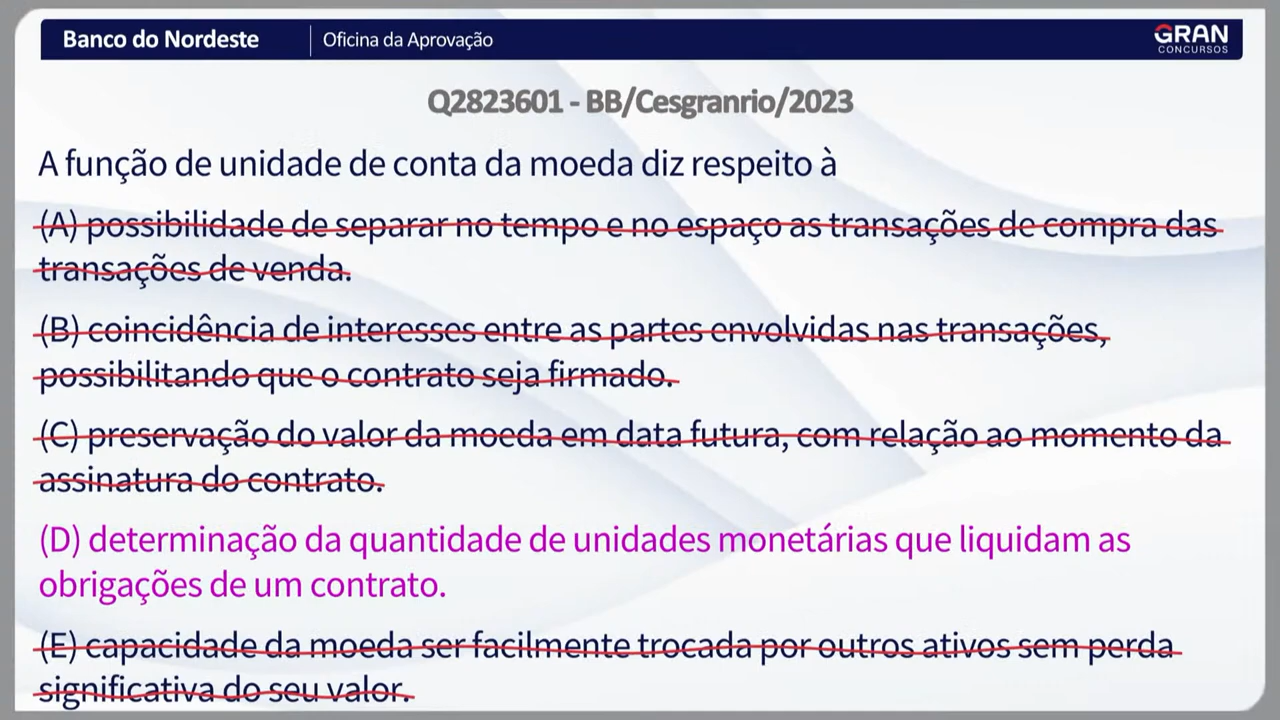 Banco do Nordeste
Oficina da Aprovação
GRAN
CONCURSOS
Q2823601 - BB/Cesgranrio/2023
A função de unidade de conta da moeda diz respeito à
(A) possibilidade de separar no tempo e no espaço as transações de compra das
transações de venda.
(B) coincidência de interesses entre as partes envolvidas nas transações,
possibilitando que o contrato seja firmado.
(C) preservação do valor da moeda em data futura, com relação ao momento da
assinatura do contrato.
(D) determinação da quantidade de unidades monetárias que liquidam as
obrigações de um contrato.
(E) capacidade da moeda ser facilmente trocada por outros ativos sem perda
significativa do seu valor.